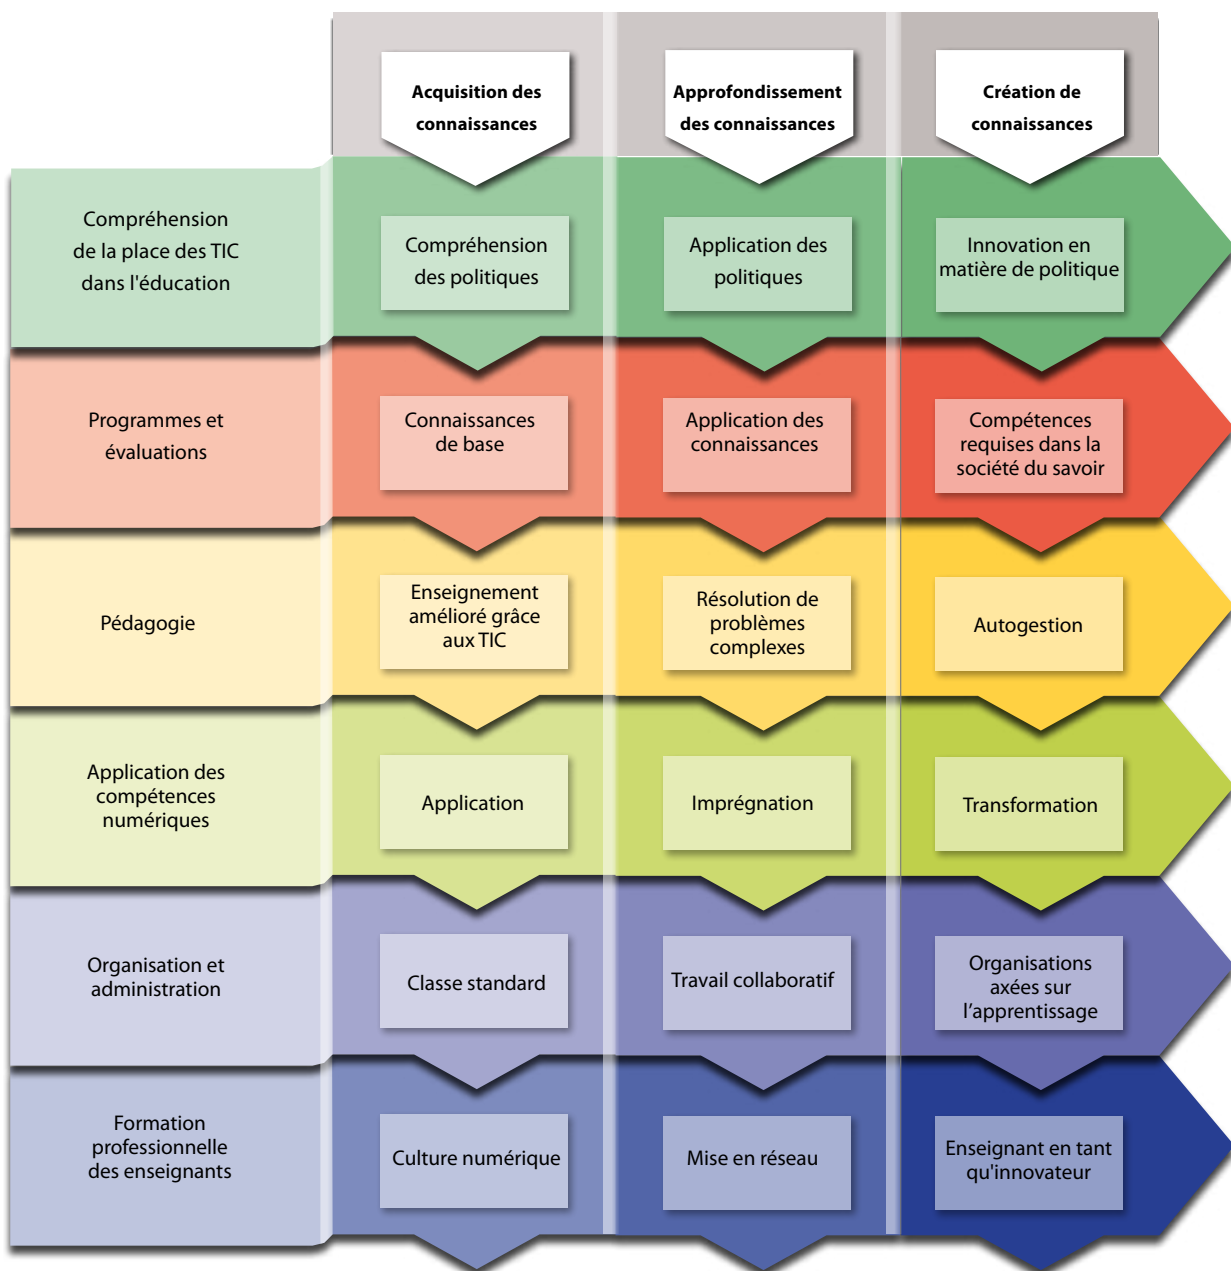 Acquisition des
connaissances
Approfondissement
des connaissances
Création de
connaissances
Compréhension
de la place des TIC
dans l'éducation
Compréhension
des politiques
Application des
politiques
Innovation en
matière de politique
Programmes et
évaluations
Connaissances
de base
Application des
connaissances
Compétences
requises dans la
société du savoir
Pédagogie
Enseignement
amélioré grâce
aux TIC
Résolution de
problèmes
complexes
Autogestion
Application des
compétences
numériques
Application
Imprégnation
Transformation
Organisation et
administration
Classe standard
Travail collaboratif
Organisations
axées sur
l’apprentissage
Formation
professionnelle
des enseignants
Culture numérique
Mise en réseau
Enseignant en tant
qu'innovateur